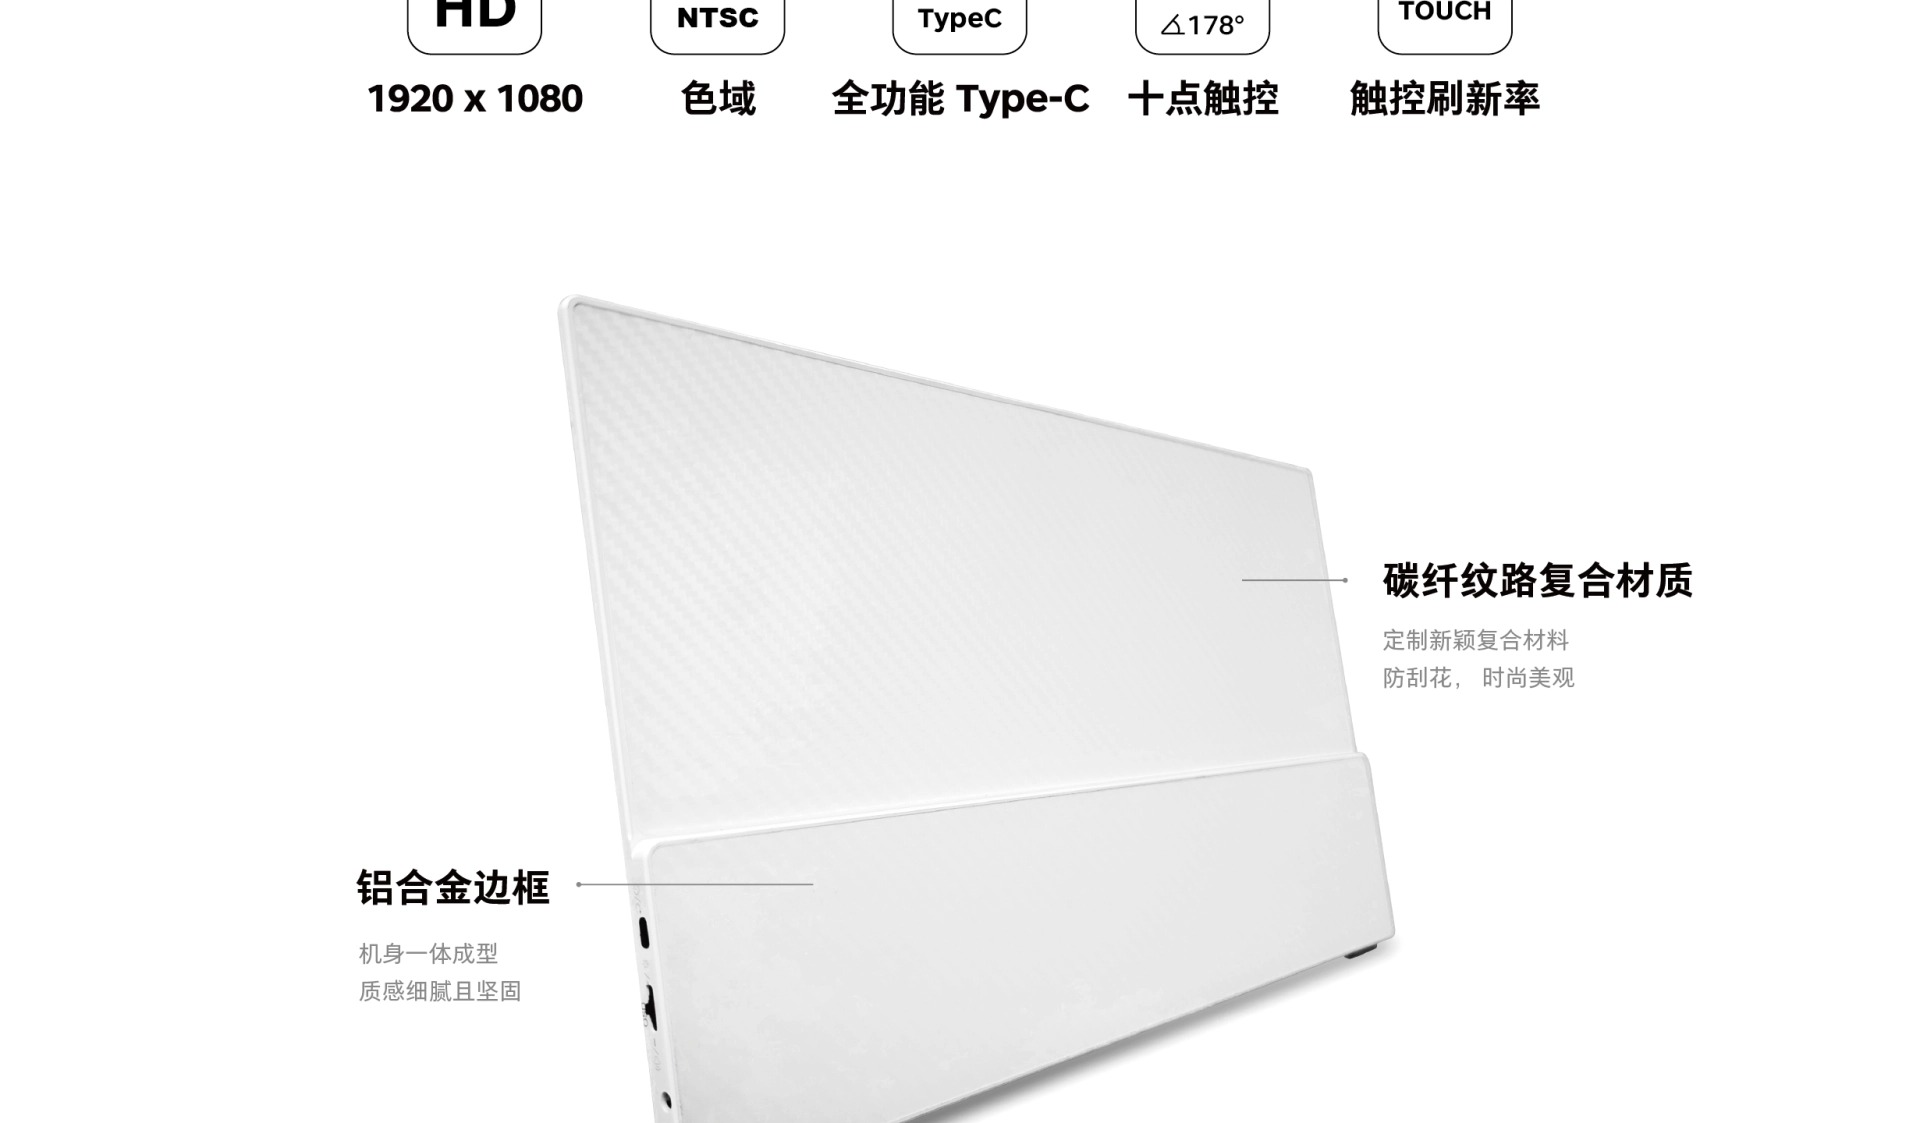 HD
NTSC
TypeC
∠178°
TOUCH
1920 x 1080
色域
全功能 Type-C
十点触控
触控刷新率
碳纤纹路复合材质
定制新颖复合材料
防刮花， 时尚美观
铝合金边框
机身一体成型
质感细腻且坚固